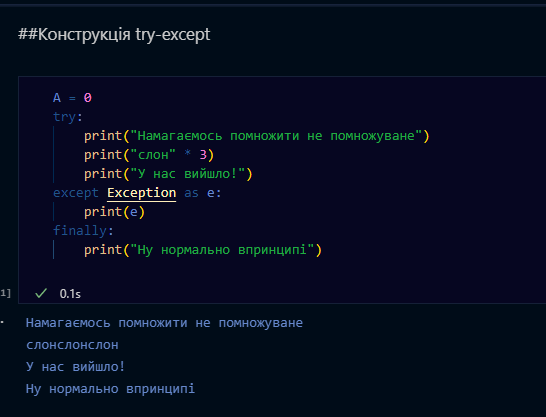 ##Конструкція try-except
A = 0
try:
print("Намагаємось помножити не помножуване")
print("слон" * 3)
print("У нас вийшло!")
except Exception as e:
print(e)
finally:
print("Ну нормально впринципі")
1] 0.1s
Намагаємось помножити не помножуване
слонслонслон
У нас вийшло!
Ну нормально впринципі